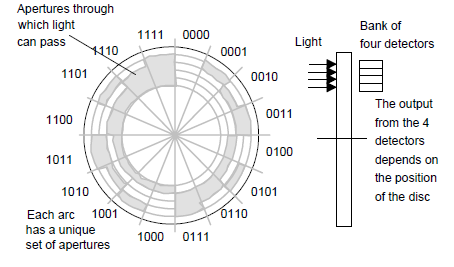 Apertures through
which light
can pass
1111
0000
1110
0001
1101
0010
1100
0011
1011
0100
1010
0101
1001
0110
1000
0111
Each arc
has a unique
set of apertures
Light
Bank of
four detectors
The output
from the 4
detectors
depends on
the position
of the disc